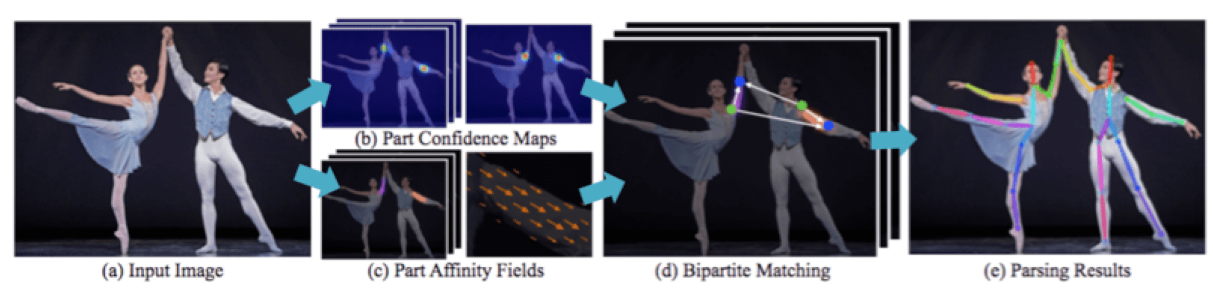 (a) Input Image
(b) Part Confidence Maps
(c) Part Affinity Fields
(d) Bipartite Matching
(e) Parsing Results